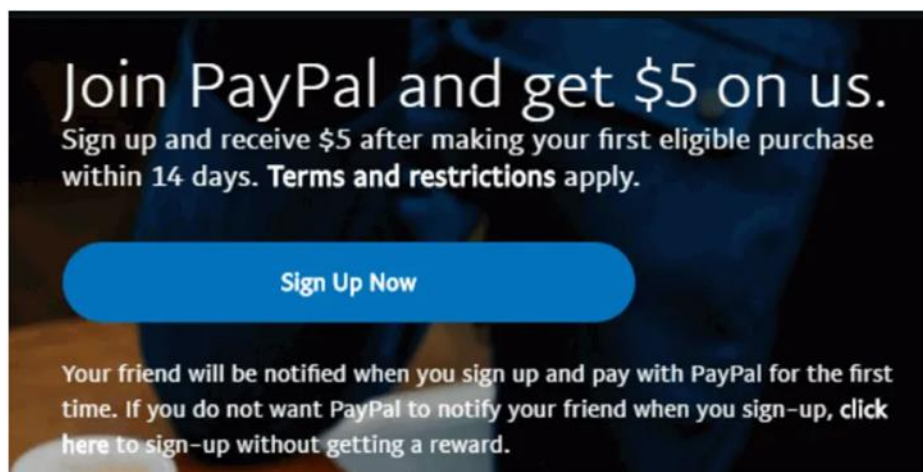 Join PayPal and get $5 on us.
Sign up and receive $5 after making your first eligible purchase
within 14 days. Terms and restrictions apply.
Sign Up Now
Your friend will be notified when you sign up and pay with PayPal for the first
time. If you do not want PayPal to notify your friend when you sign-up, click
here to sign-up without getting a reward.